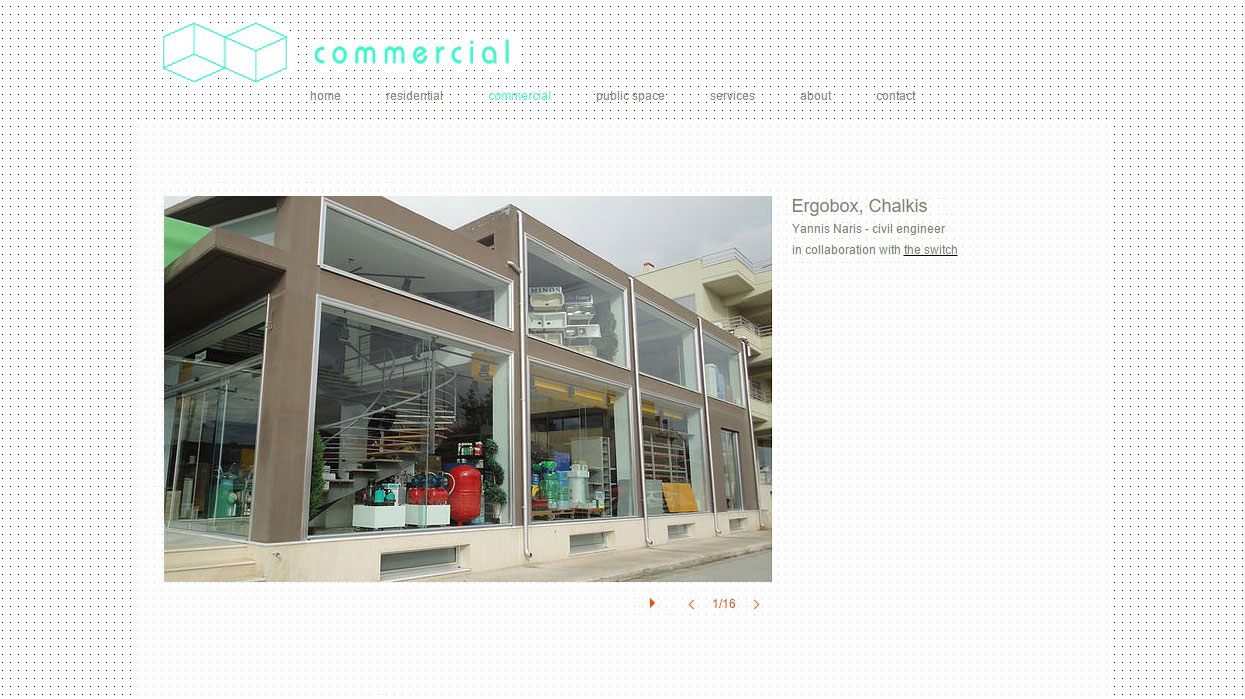 commercial
home residential commercial public space services about contact
Ergobox, Chalkis
Yannis Naris - civil engineer
in collaboration with the switch
MINOS
1/16